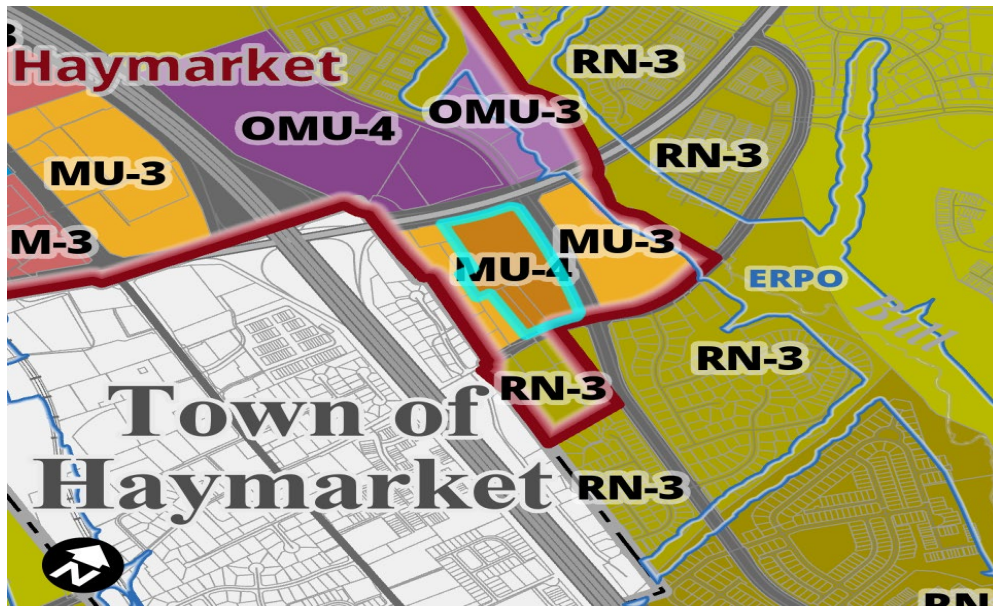 Haymarket
RN-3
OMU-3
OMU-4
RN-3
MU-3
M-3
MU-3
MU-4
ERPO
RN-3
RN-3
Town of
Haymarket
RN-3
N
RN